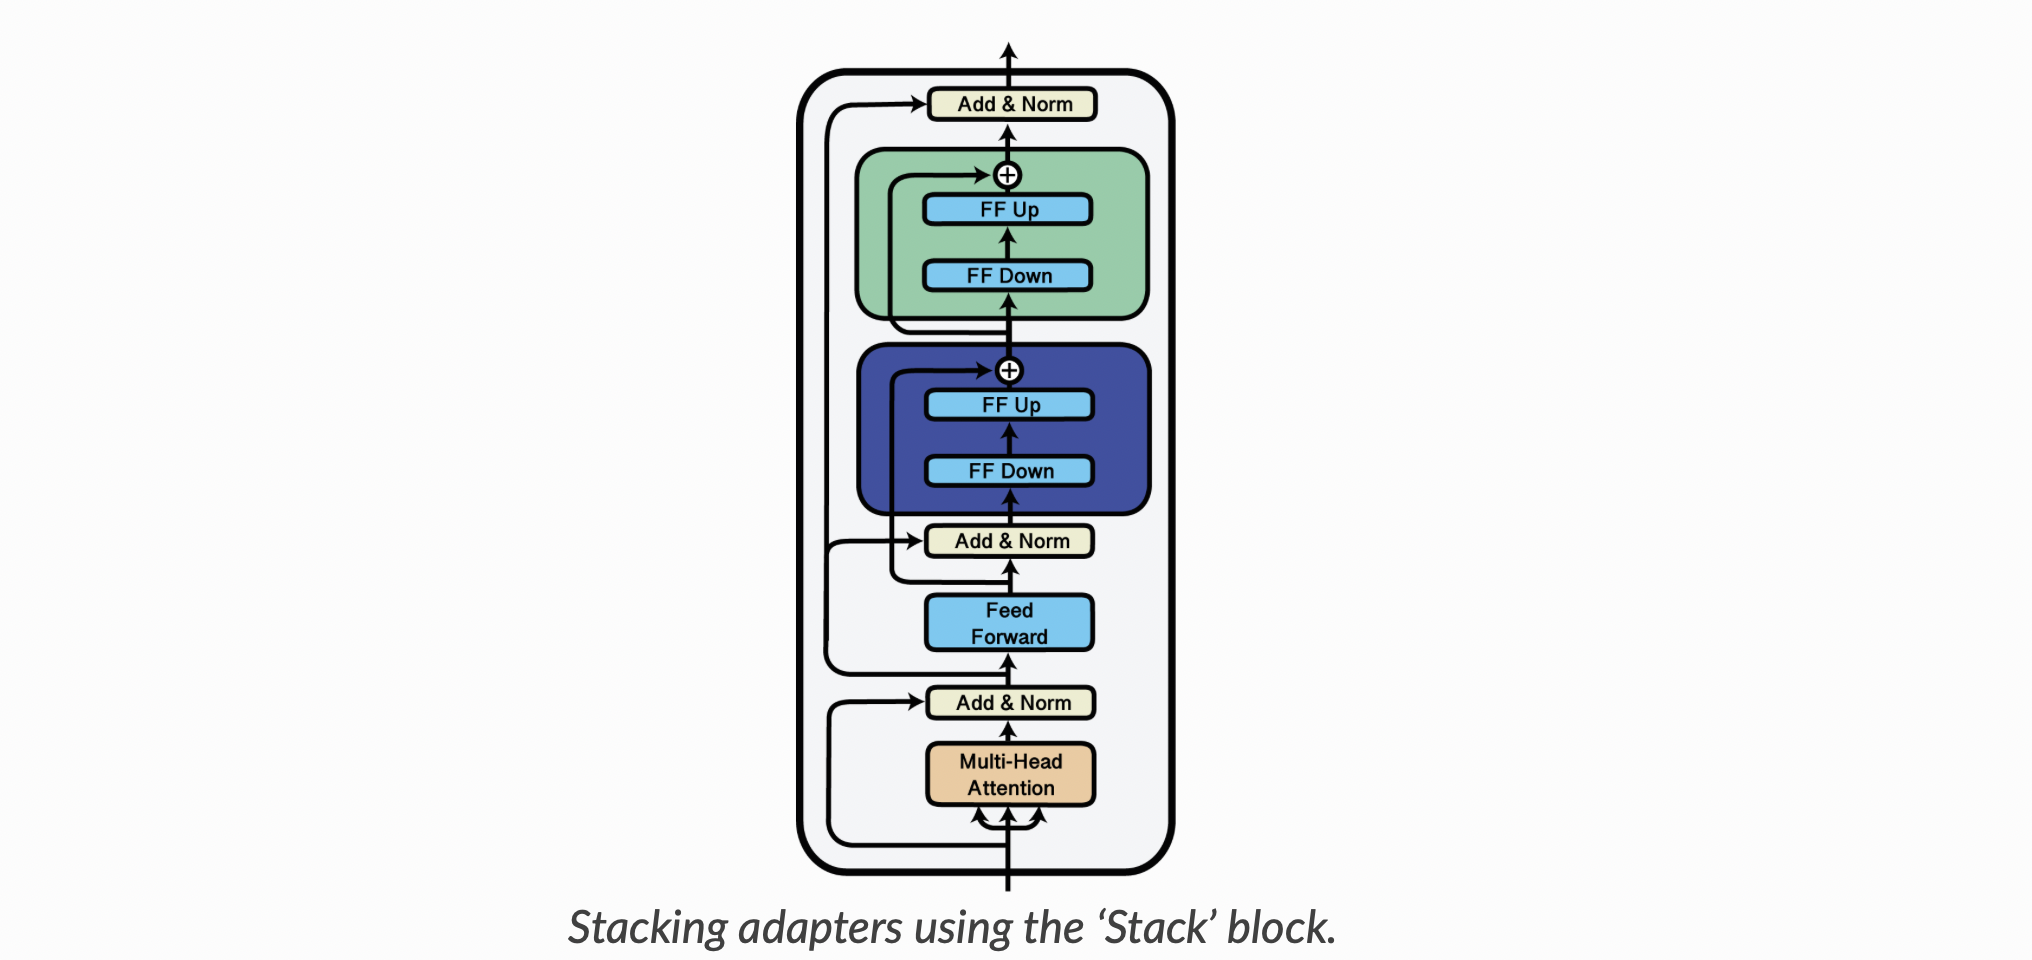 Add & Norm
FF Up
FF Down
FF Up
FF Down
Add & Norm
Feed
Forward
Add & Norm
Multi-Head
Attention
Stacking adapters using the ‘Stack’ block.